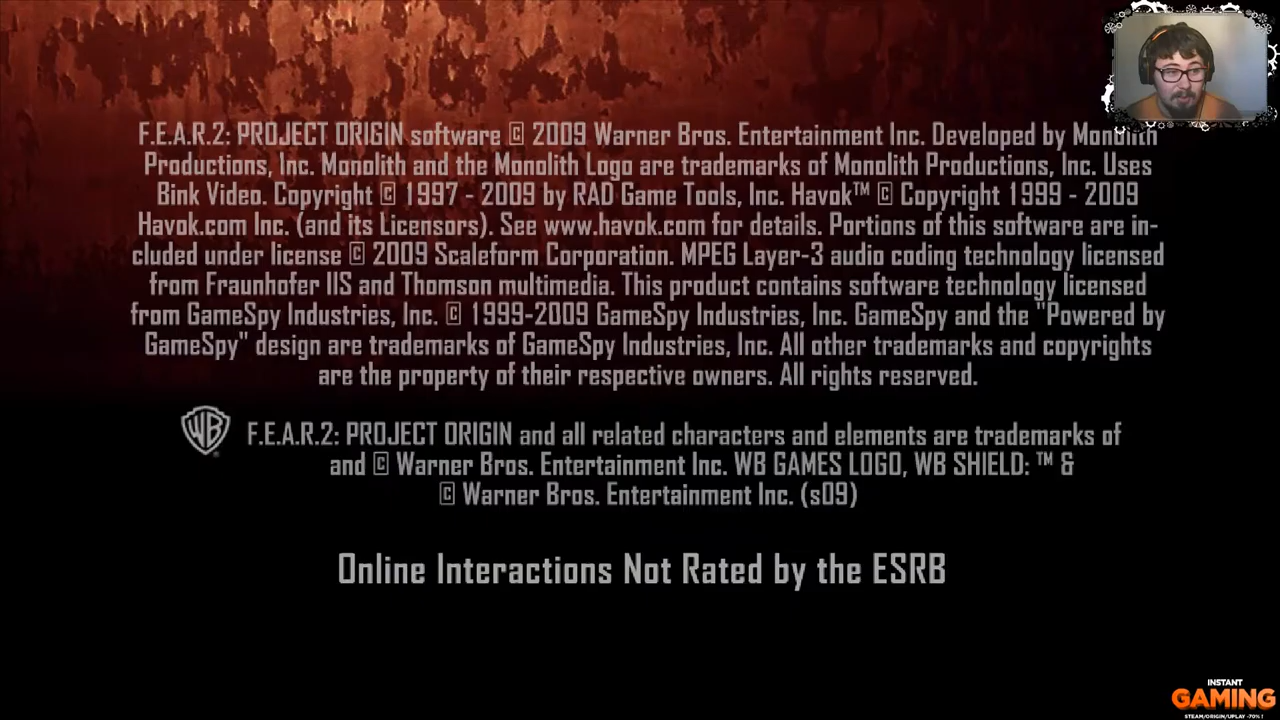 F.E.A.R.2: PROJECT ORIGIN software © 2009 Warner Bros. Entertainment Inc. Developed by Monolith
Productions, Inc. Monolith and the Monolith Logo are trademarks of Monolith Productions, Inc. Uses
Bink Video. Copyright © 1997 - 2009 by RAD Game Tools, Inc. Havok™ © Copyright 1999 - 2009
Havok.com Inc. (and its Licensors). See www.havok.com for details. Portions of this software are in-
cluded under license © 2009 Scaleform Corporation. MPEG Layer-3 audio coding technology licensed
from Fraunhofer IIS and Thomson multimedia. This product contains software technology licensed
from GameSpy Industries, Inc. © 1999-2009 GameSpy Industries, Inc. GameSpy and the "Powered by
GameSpy" design are trademarks of GameSpy Industries, Inc. All other trademarks and copyrights
are the property of their respective owners. All rights reserved.
WB F.E.A.R.2: PROJECT ORIGIN and all related characters and elements are trademarks of
and © Warner Bros. Entertainment Inc. WB GAMES LOGO, WB SHIELD: ™ &
© Warner Bros. Entertainment Inc. (s09)
Online Interactions Not Rated by the ESRB
INSTANT
GAMING
STEAM/ORIGIN/UPLAY -70% !